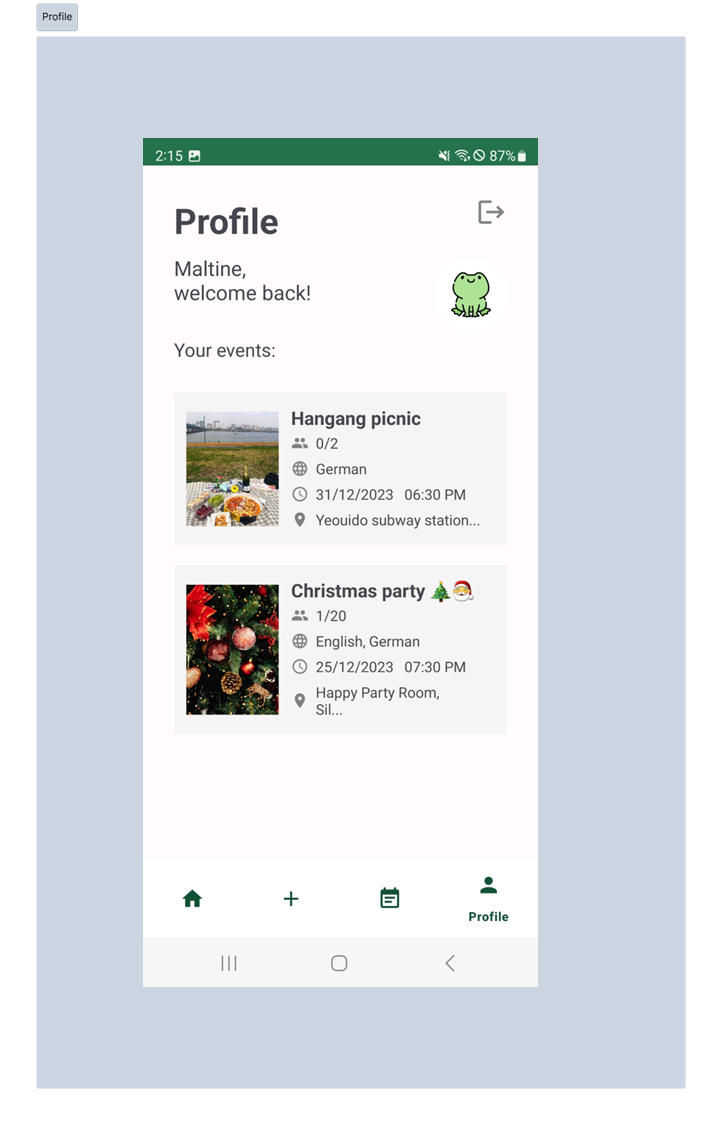 Profile
2:15
87%
Profile
Maltine,
welcome back!
Your events:
Hangang picnic
0/2
German
31/12/2023 06:30 PM
Yeouido subway station...
Christmas party 🎄🎅
1/20
English, German
25/12/2023 07:30 PM
Happy Party Room,
Sil...
Profile